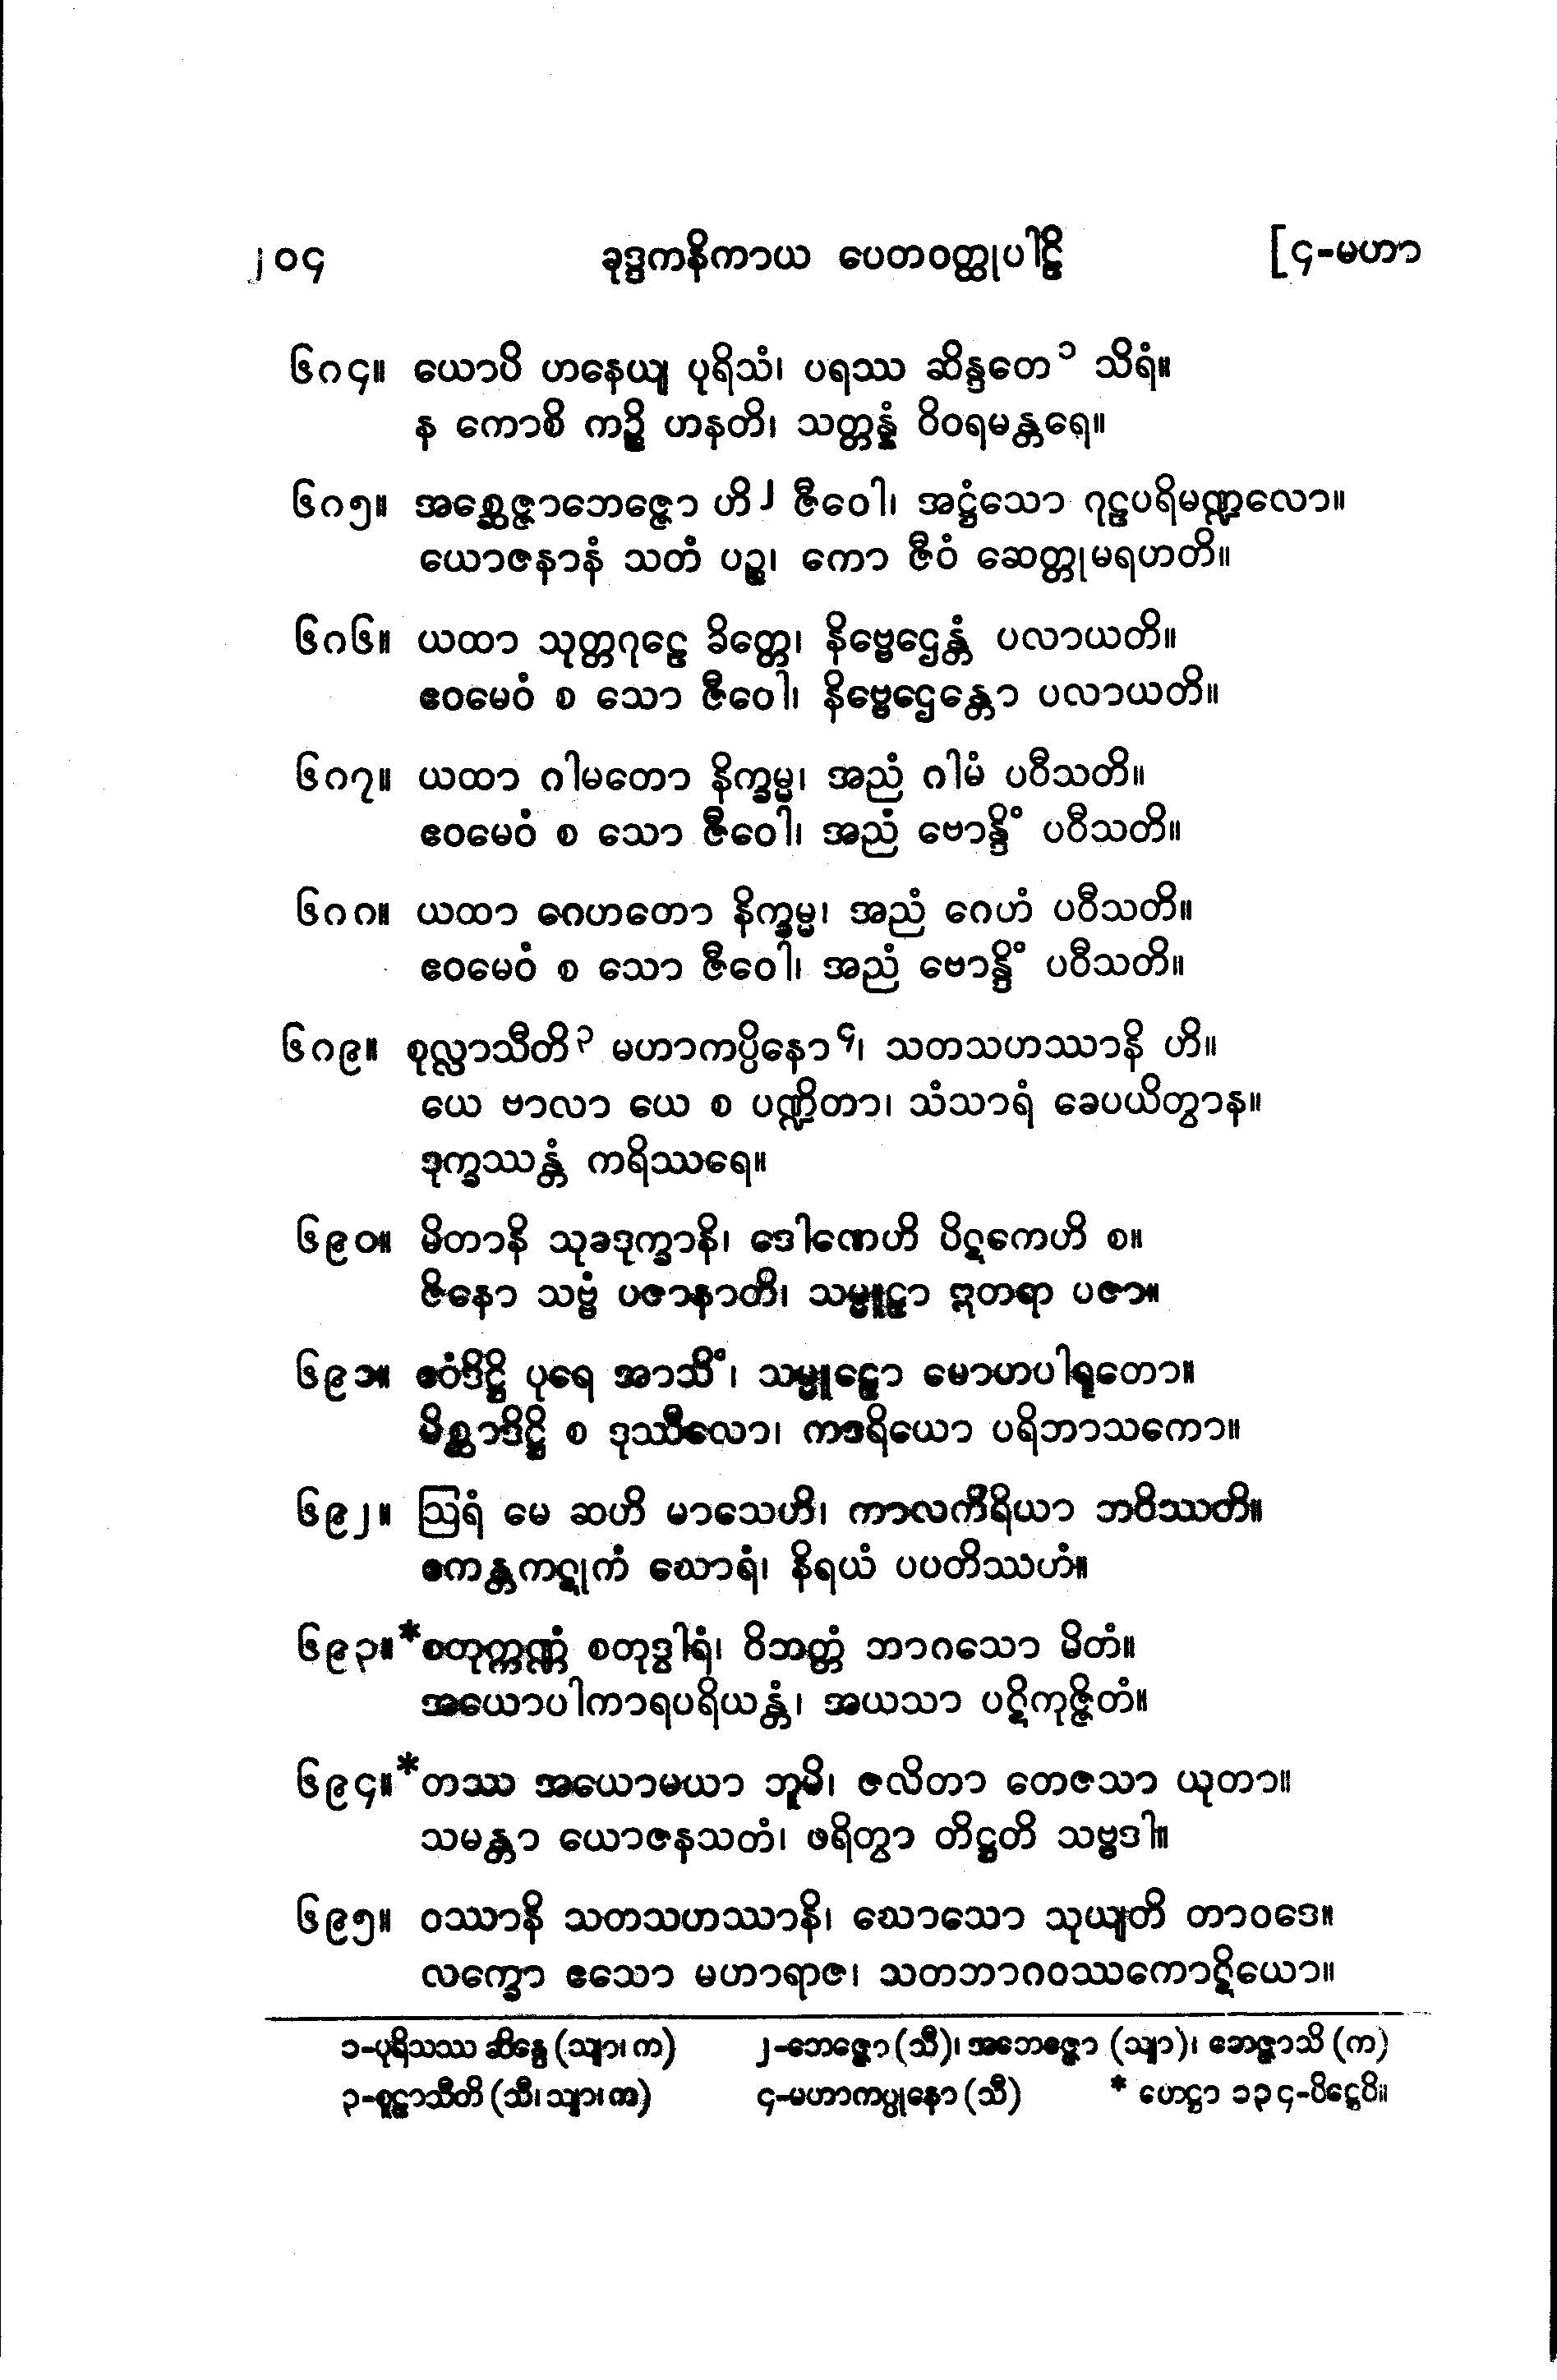 ၂၀၄ ခုဒ္ဒကနိကာယ ပေတဝတ္ထုပါဠိ [၄-မဟာ
၆၈၄။ ယောပိ ဟနေယျ ပုရိသံ၊ ပရဿ ဆိန္ဒတေ ၁ သိရံ။
န ကောစိ ကဉ္စိ ဟနတိ၊ သတ္တန္နံ ဝိဝရမန္တရေ။
၆၈၅။ အစ္ဆေဇ္ဇာဘေဇ္ဇော ဟိ ၂ ဇီဝေါ၊ အဋ္ဌံသော ဂုဠပရိမဏ္ဍလော။
ယောဇနာနံ သတံ ပဉ္စ၊ ကော ဇီဝံ ဆေတ္တုမရဟတိ။
၆၈၆။ ယထာ သုတ္တဂုဠေ ခိတ္တေ၊ နိဗ္ဗေဌေန္တံ ပလာယတိ။
ဧဝမေဝံ စ သော ဇီဝေါ၊ နိဗ္ဗေဌေန္တော ပလာယတိ။
၆၈၇။ ယထာ ဂါမတော နိက္ခမ္မ၊ အညံ ဂါမံ ပဝိသတိ။
ဧဝမေဝံ စ သော ဇီဝေါ၊ အညံ ဗောန္ဒိံ ပဝိသတိ။
၆၈၈။ ယထာ ဂေဟတော နိက္ခမ္မ၊ အညံ ဂေဟံ ပဝိသတိ။
ဧဝမေဝံ စ သော ဇီဝေါ၊ အညံ ဗောန္ဒိံ ပဝိသတိ။
၆၈၉။ စုလ္လာသီတိ ၃ မဟာကပ္ပိနော ၄၊ သတသဟဿာနိ ဟိ။
ယေ ဗာလာ ယေ စ ပဏ္ဍိတာ၊ သံသာရံ ခေပယိတွာန။
ဒုက္ခဿန္တံ ကရိဿရေ။
၆၉၀။ မိတာနိ သုခဒုက္ခာနိ၊ ဒေါဏေဟိ ပိဋကေဟိ စ။
ဇိနော သဗ္ဗံ ပဇာနာတိ၊ သမ္မူဠှာ ဣတရာ ပဇာ။
၆၉၁။ ဧဝံဒိဋ္ဌိ ပုရေ အာသိံ၊ သမ္မူဠှော မောဟပါရုတော။
မိစ္ဆာဒိဋ္ဌိ စ ဒုဿီလော၊ ကဒရိယော ပရိဘာသကော။
၆၉၂။ ဩရံ မေ ဆဟိ မာသေဟိ၊ ကာလကိရိယာ ဘဝိဿတိ။
ဧကန္တကဋုကံ ဃောရံ၊ နိရယံ ပပတိဿဟံ။
၆၉၃။*စတုက္ကဏ္ဏံ စတုဒွါရံ၊ ဝိဘတ္တံ ဘာဂသော မိတံ။
အယောပါကာရပရိယန္တံ၊ အယသာ ပဋိကုဇ္ဇိတံ။
၆၉၄။*တဿ အယောမယာ ဘူမိ၊ ဇလိတာ တေဇသာ ယုတာ။
သမန္တာ ယောဇနသတံ၊ ဖရိတွာ တိဋ္ဌတိ သဗ္ဗဒါ။
၆၉၅။ ဝဿာနိ သတသဟဿာနိ၊ ဃောသော သုယျတိ တာဝဒေ။
လက္ခော ဧသော မဟာရာဇ၊ သတဘာဂဝဿကောဋိယော။
၁-ပုရိသဿ ဆိန္ဒေ (သျာ၊ က) ၂-ဘေဇ္ဇော (သီ)၊ အဘေဇ္ဇော (သျာ)၊ ဘေဇ္ဇာသိ (က)
၃-စူဠာသီတိ (သီ၊ သျာ၊ က) ၄-မဟာကပ္ပုနော (သီ) * ဟေဋ္ဌာ ၁၃၄-ပိဋ္ဌေပိ။